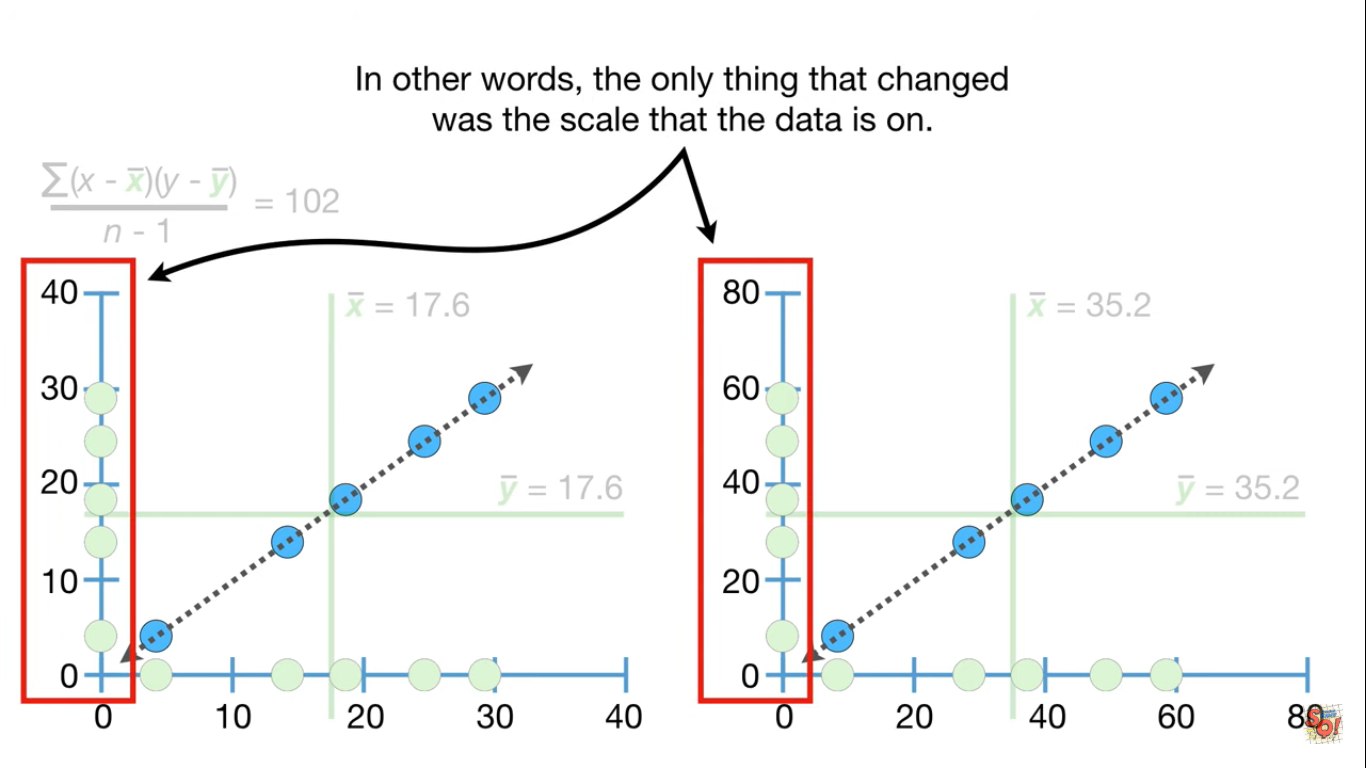 In other words, the only thing that changed
was the scale that the data is on.
∑(x - x̄)(y - ȳ)
n - 1
= 102
40
30
20
10
0
x̄ = 17.6
ȳ = 17.6
0 10 20 30 40
80
60
40
20
0
x̄ = 35.2
ȳ = 35.2
0 20 40 60 80
SQ!